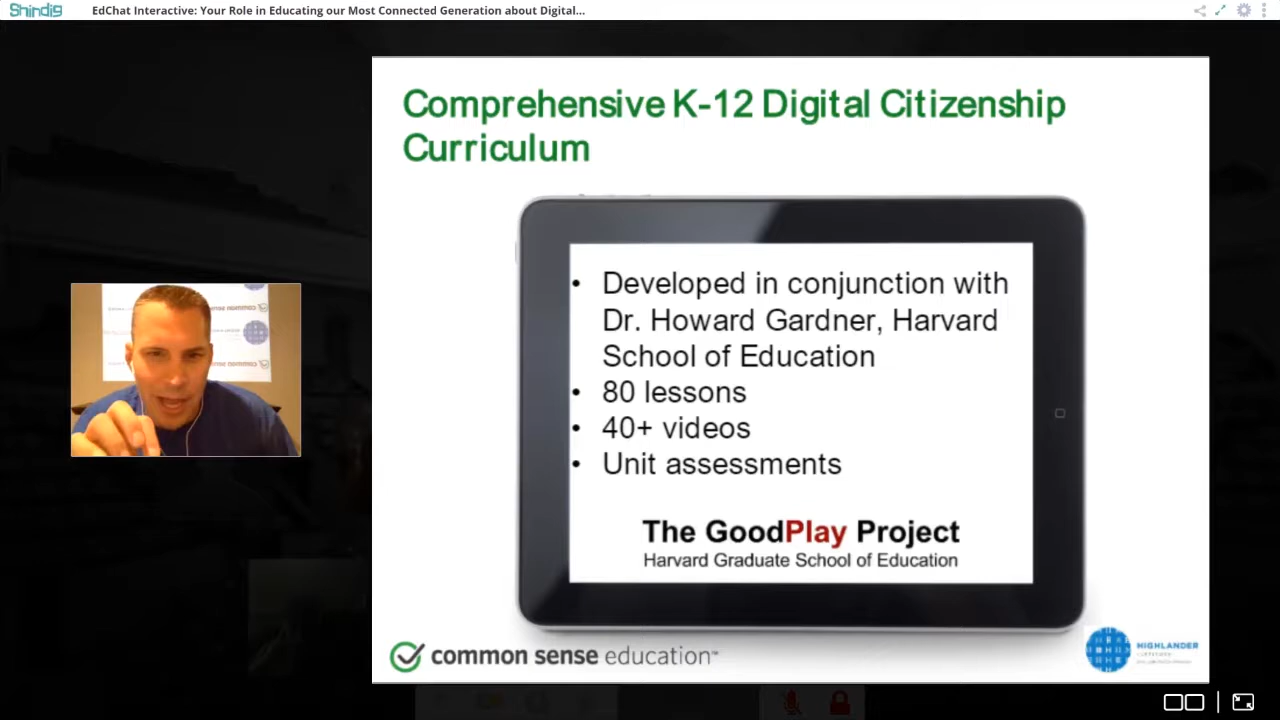 Shindig
EdChat Interactive: Your Role in Educating our Most Connected Generation about Digital...
Comprehensive K-12 Digital Citizenship
Curriculum
• Developed in conjunction with
Dr. Howard Gardner, Harvard
School of Education
• 80 lessons
• 40+ videos
• Unit assessments
The GoodPlay Project
Harvard Graduate School of Education
common sense education™
HIGHLANDER
INSTITUTE